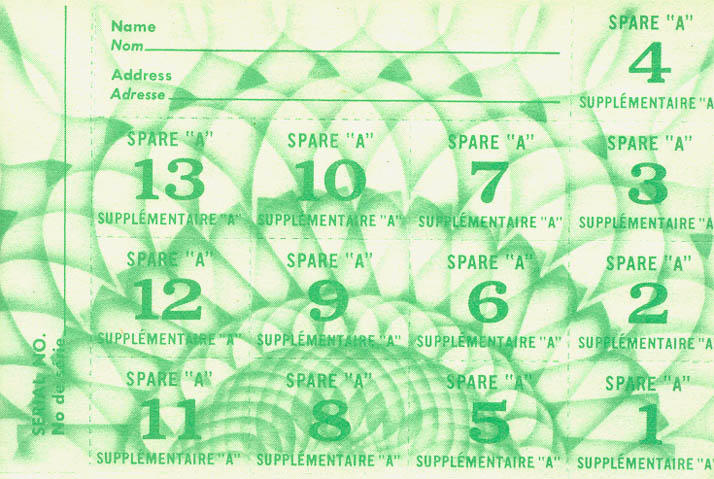 Name
Nom
Address
Adresse
SPARE "A"
4
SUPPLÉMENTAIRE "A
SPARE "A"
13
SUPPLÉMENTAIRE "A"
SPARE "A"
10
SUPPLÉMENTAIRE "A"
SPARE "A"
7
SUPPLÉMENTAIRE "A"
SPARE "A"
3
SUPPLÉMENTAIRE "A
SPARE "A"
12
SUPPLÉMENTAIRE "A"
SPARE "A"
9
SUPPLÉMENTAIRE "A"
SPARE "A"
6
SUPPLÉMENTAIRE "A"
SPARE "A"
2
SUPPLÉMENTAIRE "A
SPARE "A"
11
SUPPLÉMENTAIRE "A"
SPARE "A"
8
SUPPLÉMENTAIRE "A"
SPARE "A"
5
SUPPLÉMENTAIRE "A"
SPARE "A"
1
SUPPLÉMENTAIRE "A
SERIAL NO.
No de série